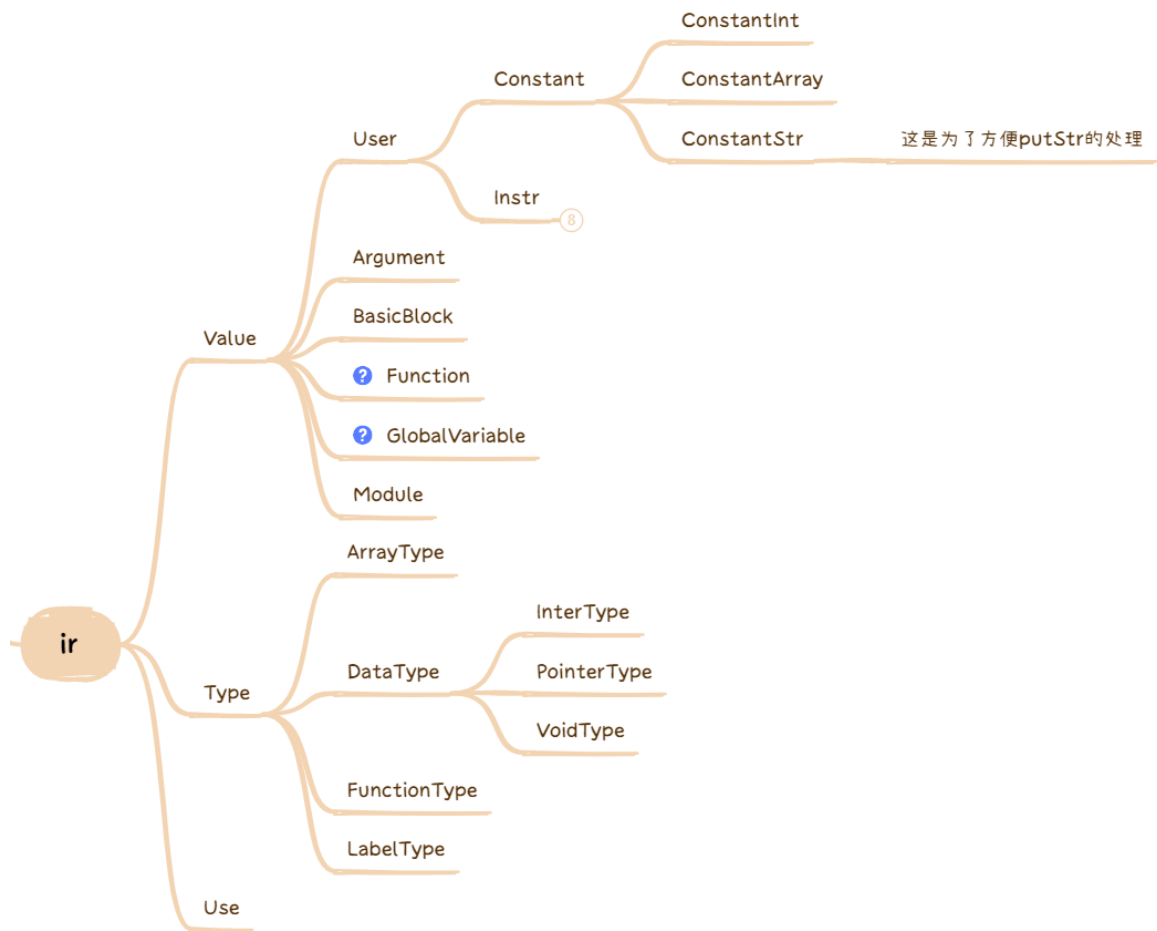 ConstantInt
Constant
ConstantArray
User
ConstantStr
这是为了方便putStr的处理
Instr
8
Argument
BasicBlock
Value
? Function
? GlobalVariable
Module
ArrayType
InterType
ir
DataType
PointerType
Type
VoidType
FunctionType
LabelType
Use